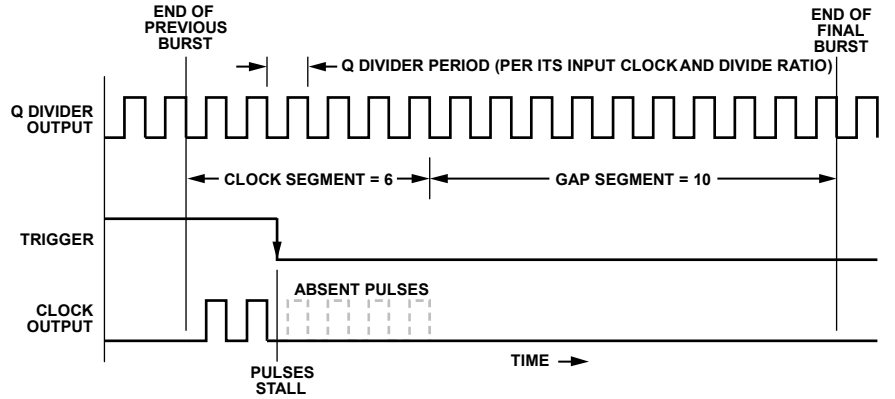 END OF
PREVIOUS
BURST
END OF
FINAL
BURST
Q DIVIDER PERIOD (PER ITS INPUT CLOCK AND DIVIDE RATIO)
Q DIVIDER
OUTPUT
CLOCK SEGMENT = 6
GAP SEGMENT = 10
TRIGGER
ABSENT PULSES
CLOCK
OUTPUT
TIME
PULSES
STALL